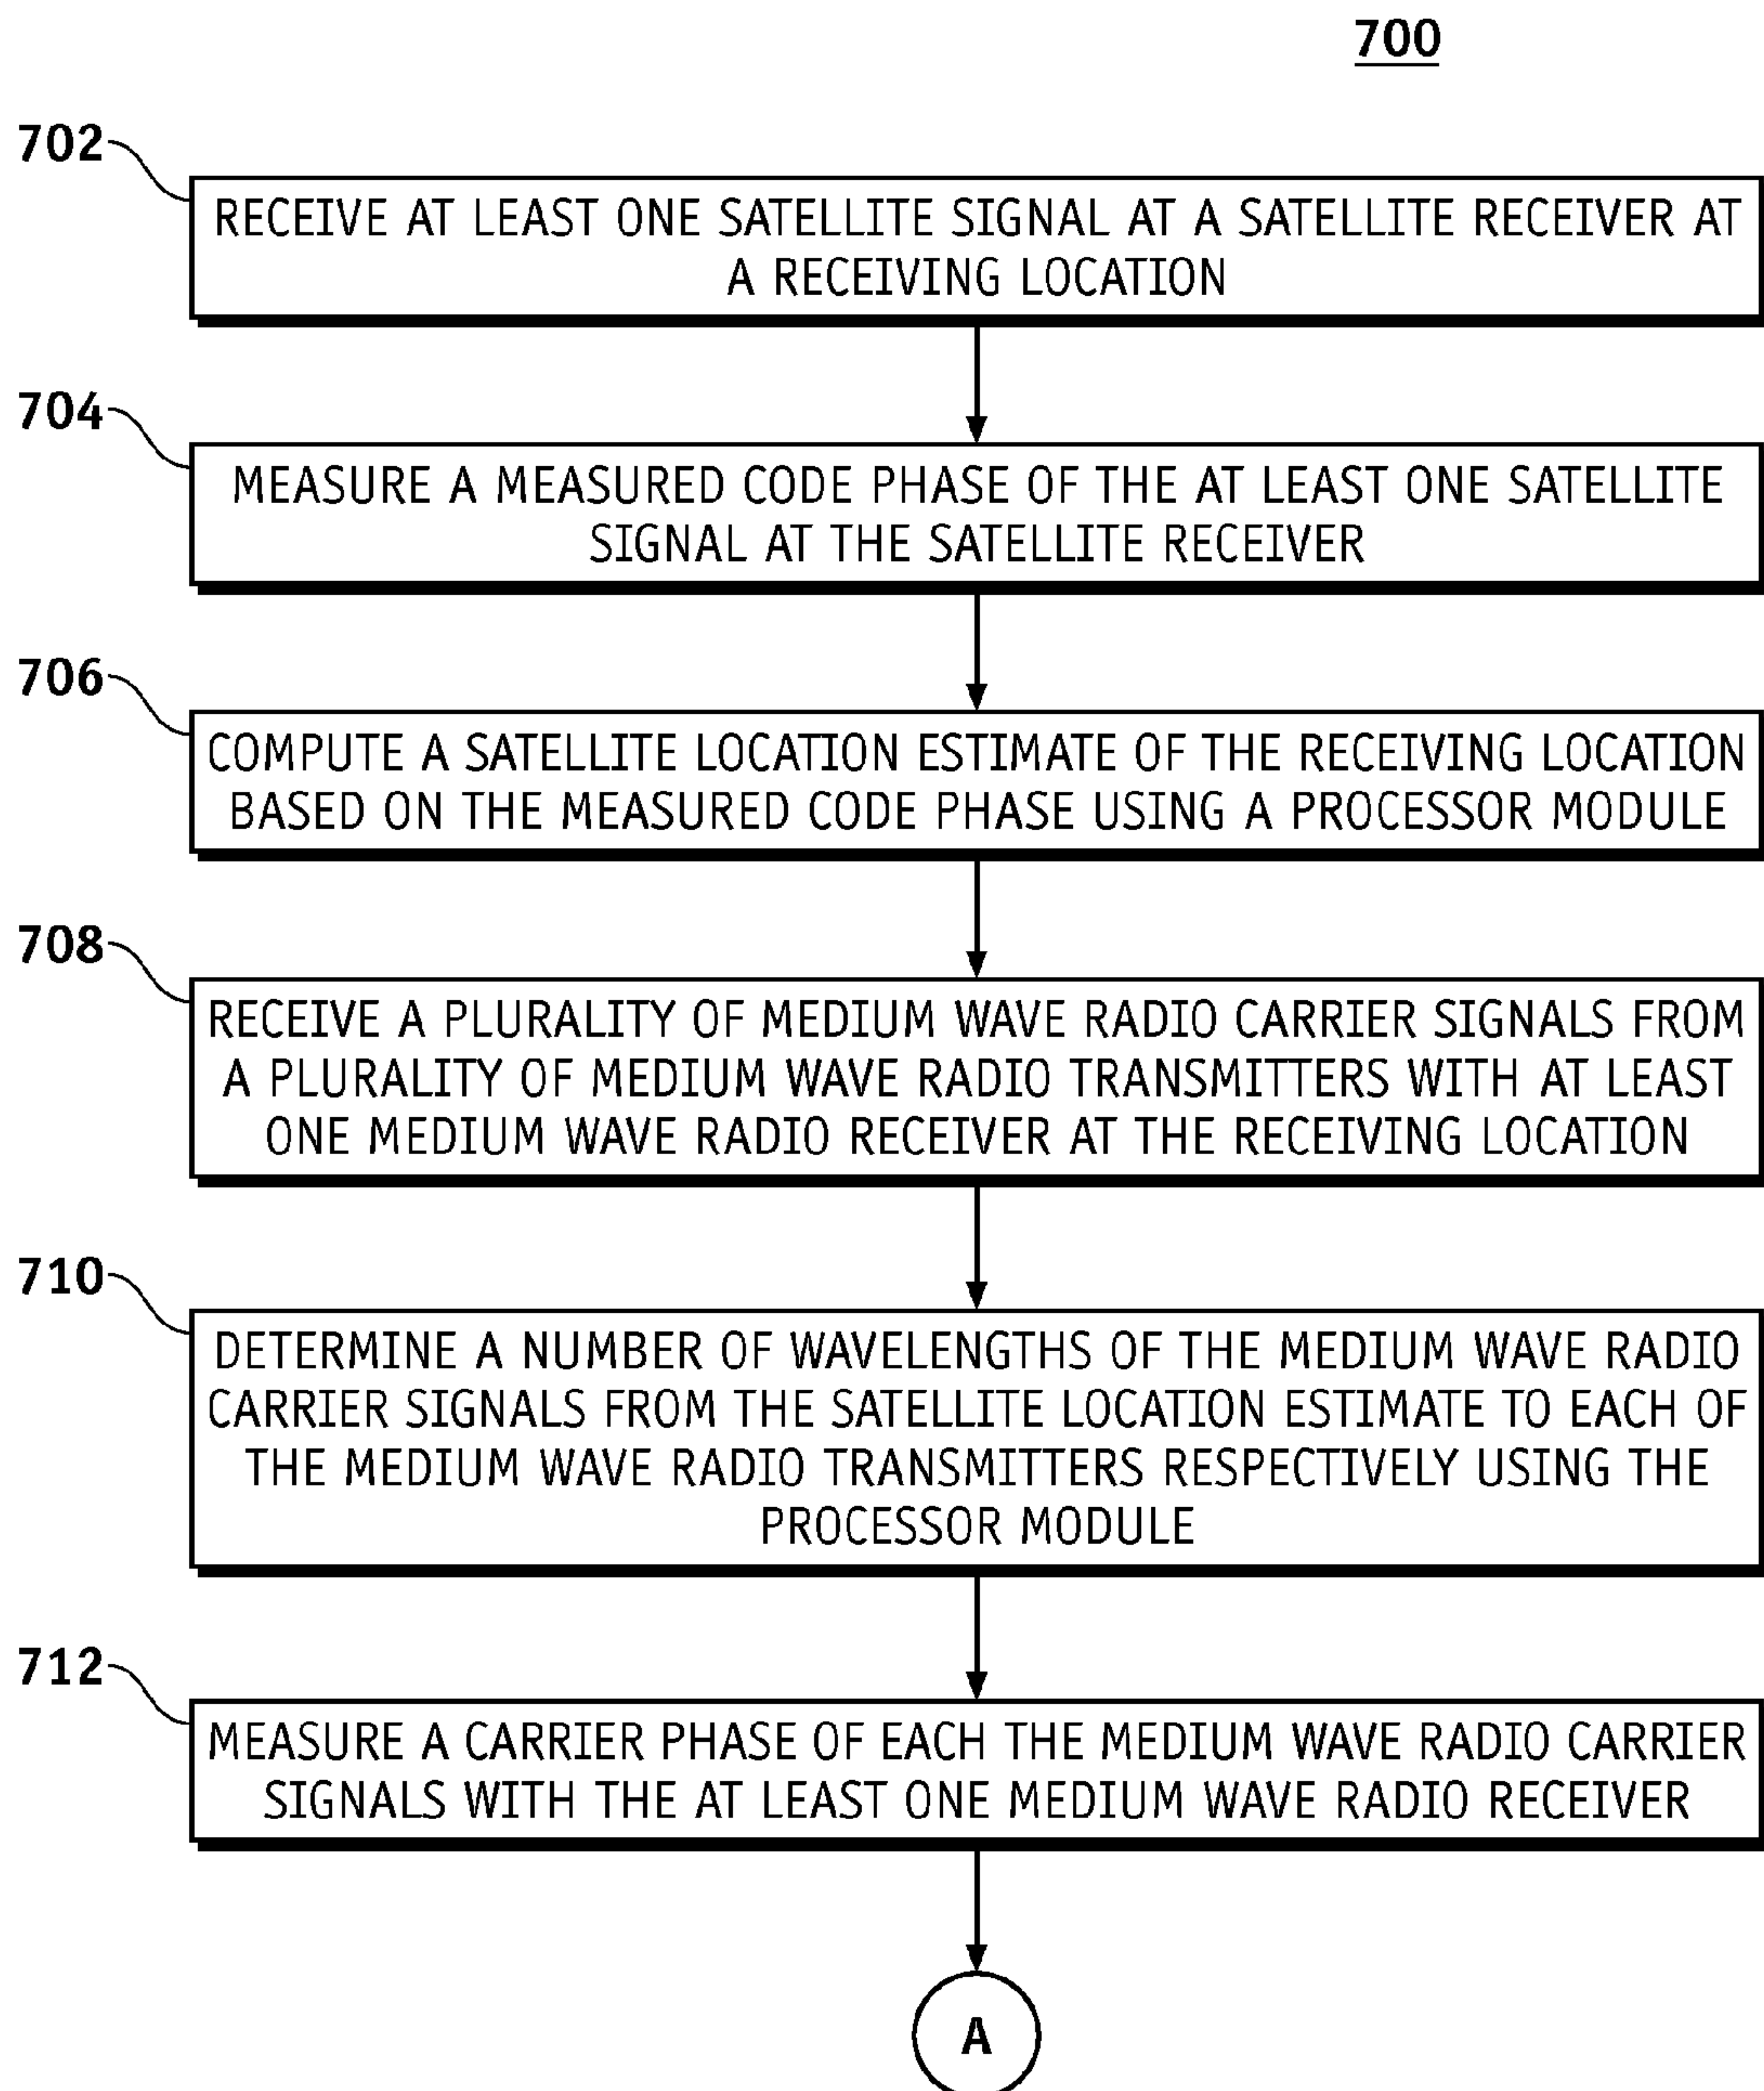 700
702
RECEIVE AT LEAST ONE SATELLITE SIGNAL AT A SATELLITE RECEIVER AT
A RECEIVING LOCATION
704
MEASURE A MEASURED CODE PHASE OF THE AT LEAST ONE SATELLITE
SIGNAL AT THE SATELLITE RECEIVER
706
COMPUTE A SATELLITE LOCATION ESTIMATE OF THE RECEIVING LOCATION
BASED ON THE MEASURED CODE PHASE USING A PROCESSOR MODULE
708
RECEIVE A PLURALITY OF MEDIUM WAVE RADIO CARRIER SIGNALS FROM
A PLURALITY OF MEDIUM WAVE RADIO TRANSMITTERS WITH AT LEAST
ONE MEDIUM WAVE RADIO RECEIVER AT THE RECEIVING LOCATION
710
DETERMINE A NUMBER OF WAVELENGTHS OF THE MEDIUM WAVE RADIO
CARRIER SIGNALS FROM THE SATELLITE LOCATION ESTIMATE TO EACH OF
THE MEDIUM WAVE RADIO TRANSMITTERS RESPECTIVELY USING THE
PROCESSOR MODULE
712
MEASURE A CARRIER PHASE OF EACH THE MEDIUM WAVE RADIO CARRIER
SIGNALS WITH THE AT LEAST ONE MEDIUM WAVE RADIO RECEIVER
A